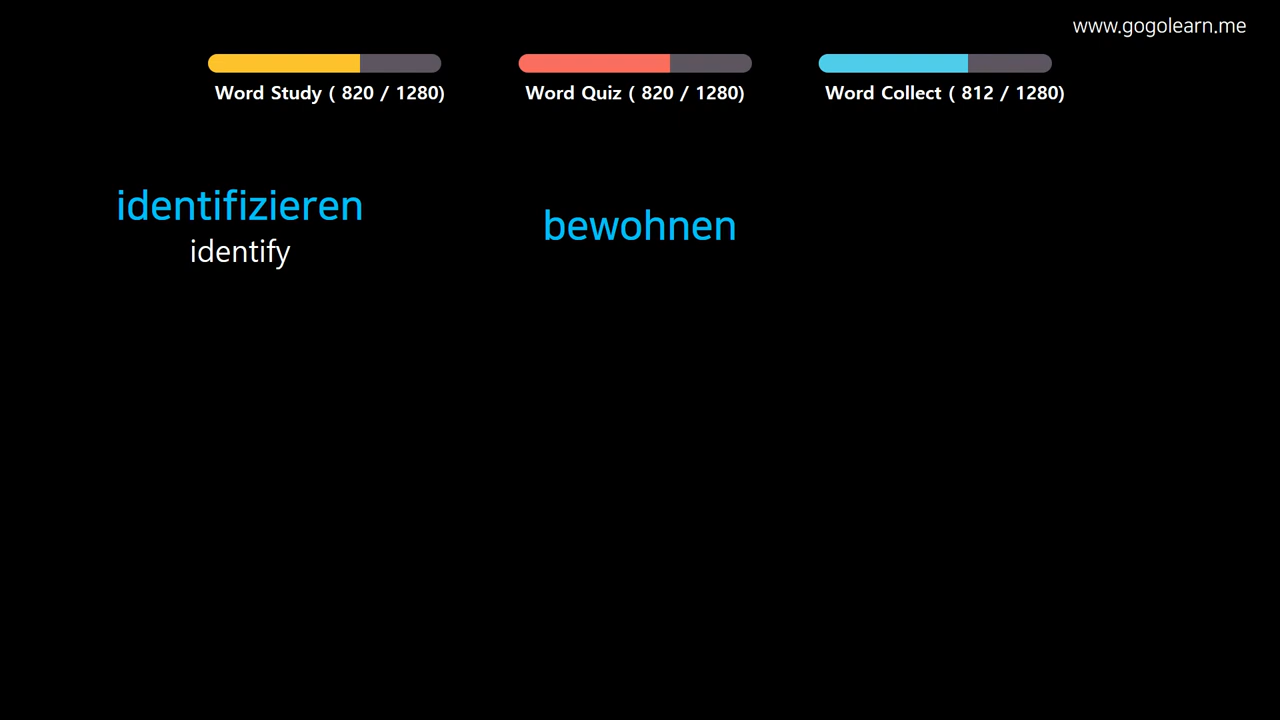 www.gogolearn.me
Word Study ( 820 / 1280)
Word Quiz ( 820 / 1280)
Word Collect ( 812 / 1280)
identifizieren
identify
bewohnen